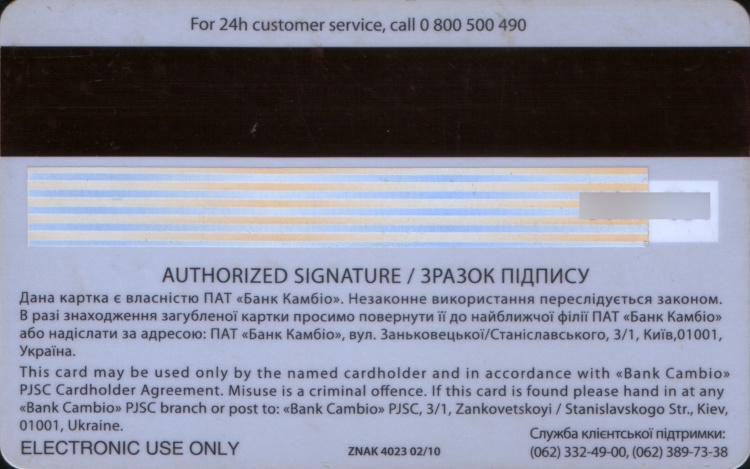 For 24h customer service, call 0 800 500 490
AUTHORIZED SIGNATURE / ЗРАЗОК ПІДПИСУ
Дана картка є власністю ПАТ «Банк Камбіо». Незаконне використання переслідується законом.
В разі знаходження загубленої картки просимо повернути її до найближчої філії ПАТ «Банк Камбіо»
або надіслати за адресою: ПАТ «Банк Камбіо», вул. Заньковецької/Станіславського, 3/1, Київ,01001,
Україна.
This card may be used only by the named cardholder and in accordance with «Bank Cambio»
PJSC Cardholder Agreement. Misuse is a criminal offence. If this card is found please hand in at any
«Bank Cambio» PJSC branch or post to: «Bank Cambio» PJSC, 3/1, Zankovetskoyi / Stanislavskogo Str., Kiev,
01001, Ukraine.
ELECTRONIC USE ONLY
ZNAK 4023 02/10
Служба клієнтської підтримки:
(062) 332-49-00, (062) 389-73-38